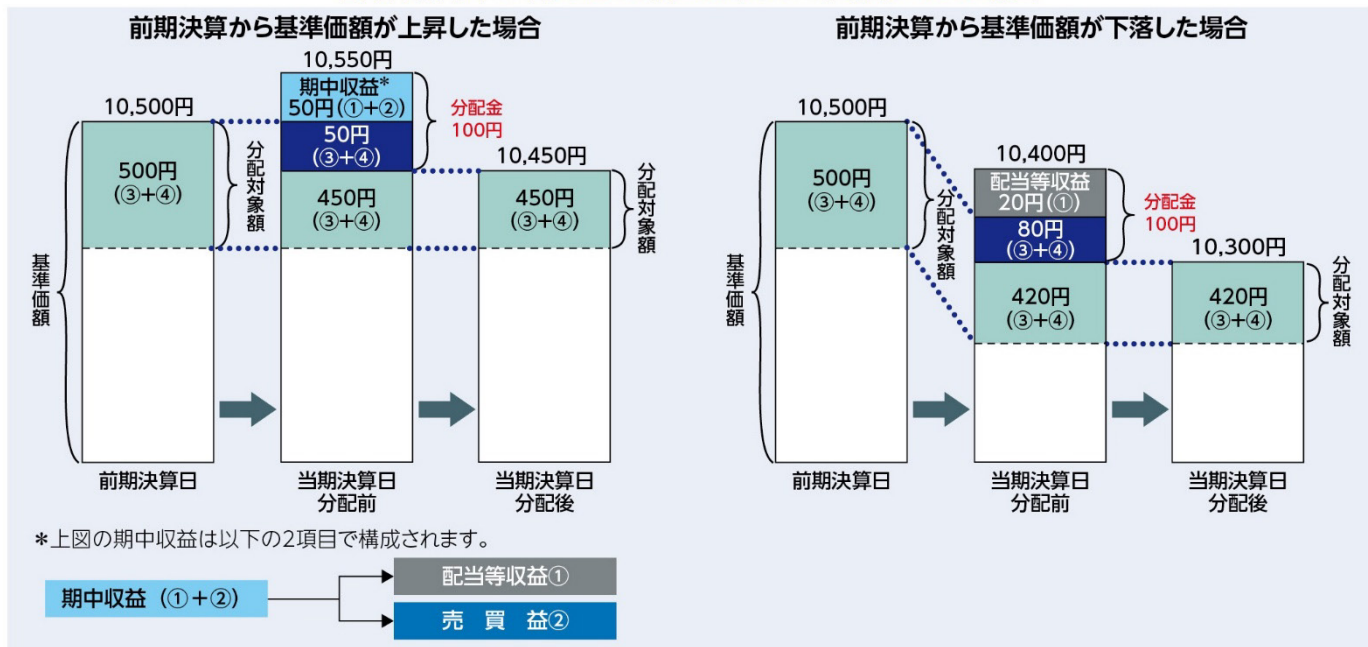 前期決算から基準価額が上昇した場合
10,550円
期中収益*
50円(①+②)
10,500円
分配金
100円
50円
(③+④)
10,450円
500円
(③+④)
分配対象額
450円
(③+④)
450円
(③+④)
分配対象額
基準価額
前期決算日
当期決算日
分配前
当期決算日
分配後
*上図の期中収益は以下の2項目で構成されます。
期中収益 (①+②)
配当等収益①
売 買 益②
前期決算から基準価額が下落した場合
10,500円
10,400円
配当等収益
20円(①)
分配金
100円
500円
(③+④)
分配対象額
80円
(③+④)
10,300円
420円
(③+④)
420円
(③+④)
分配対象額
基準価額
前期決算日
当期決算日
分配前
当期決算日
分配後